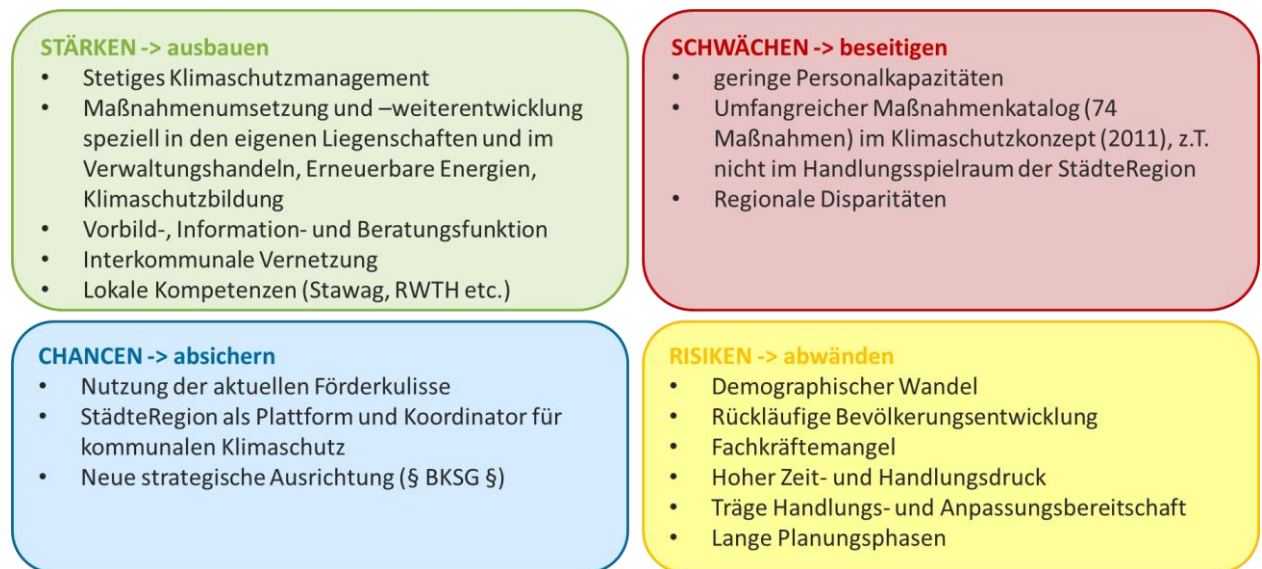 STÄRKEN -> ausbauen
• Stetiges Klimaschutzmanagement
• Maßnahmenumsetzung und –weiterentwicklung
speziell in den eigenen Liegenschaften und im
Verwaltungshandeln, Erneuerbare Energien,
Klimaschutzbildung
• Vorbild-, Information- und Beratungsfunktion
• Interkommunale Vernetzung
• Lokale Kompetenzen (Stawag, RWTH etc.)
SCHWÄCHEN -> beseitigen
• geringe Personalkapazitäten
• Umfangreicher Maßnahmenkatalog (74
Maßnahmen) im Klimaschutzkonzept (2011), z.T.
nicht im Handlungsspielraum der StädteRegion
• Regionale Disparitäten
CHANCEN -> absichern
• Nutzung der aktuellen Förderkulisse
• StädteRegion als Plattform und Koordinator für
kommunalen Klimaschutz
• Neue strategische Ausrichtung (§ BKSG §)
RISIKEN -> abwänden
• Demographischer Wandel
• Rückläufige Bevölkerungsentwicklung
• Fachkräftemangel
• Hoher Zeit- und Handlungsdruck
• Träge Handlungs- und Anpassungsbereitschaft
• Lange Planungsphasen